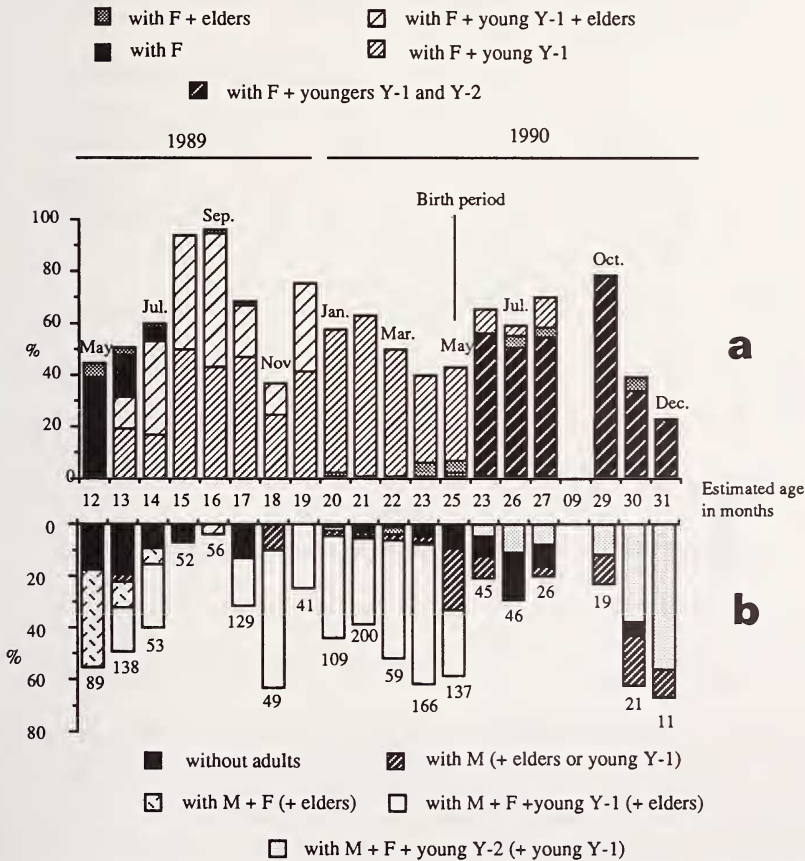 with F + elders with F + young Y-1 + elders
with F with F + young Y-1
with F + youngers Y-1 and Y-2
1989 1990
Birth period
100
Sep.
80
Oct.
Jul.
60
Jan.
Jul.
%
May
Mar.
May
a
40
Nov
Dec.
20
0
12 13 14 15 16 17 18 19 20 21 22 23 25 23 26 27 09 29 30 31
Estimated age
in months
0
52 56
20
45 46 26 19
41
129
b
40
53
138
109 200
%
59
60
89
49
166 137
21 11
80
without adults with M (+ elders or young Y-1)
with M + F (+ elders) with M + F +young Y-1 (+ elders)
with M + F + young Y-2 (+ young Y-1)